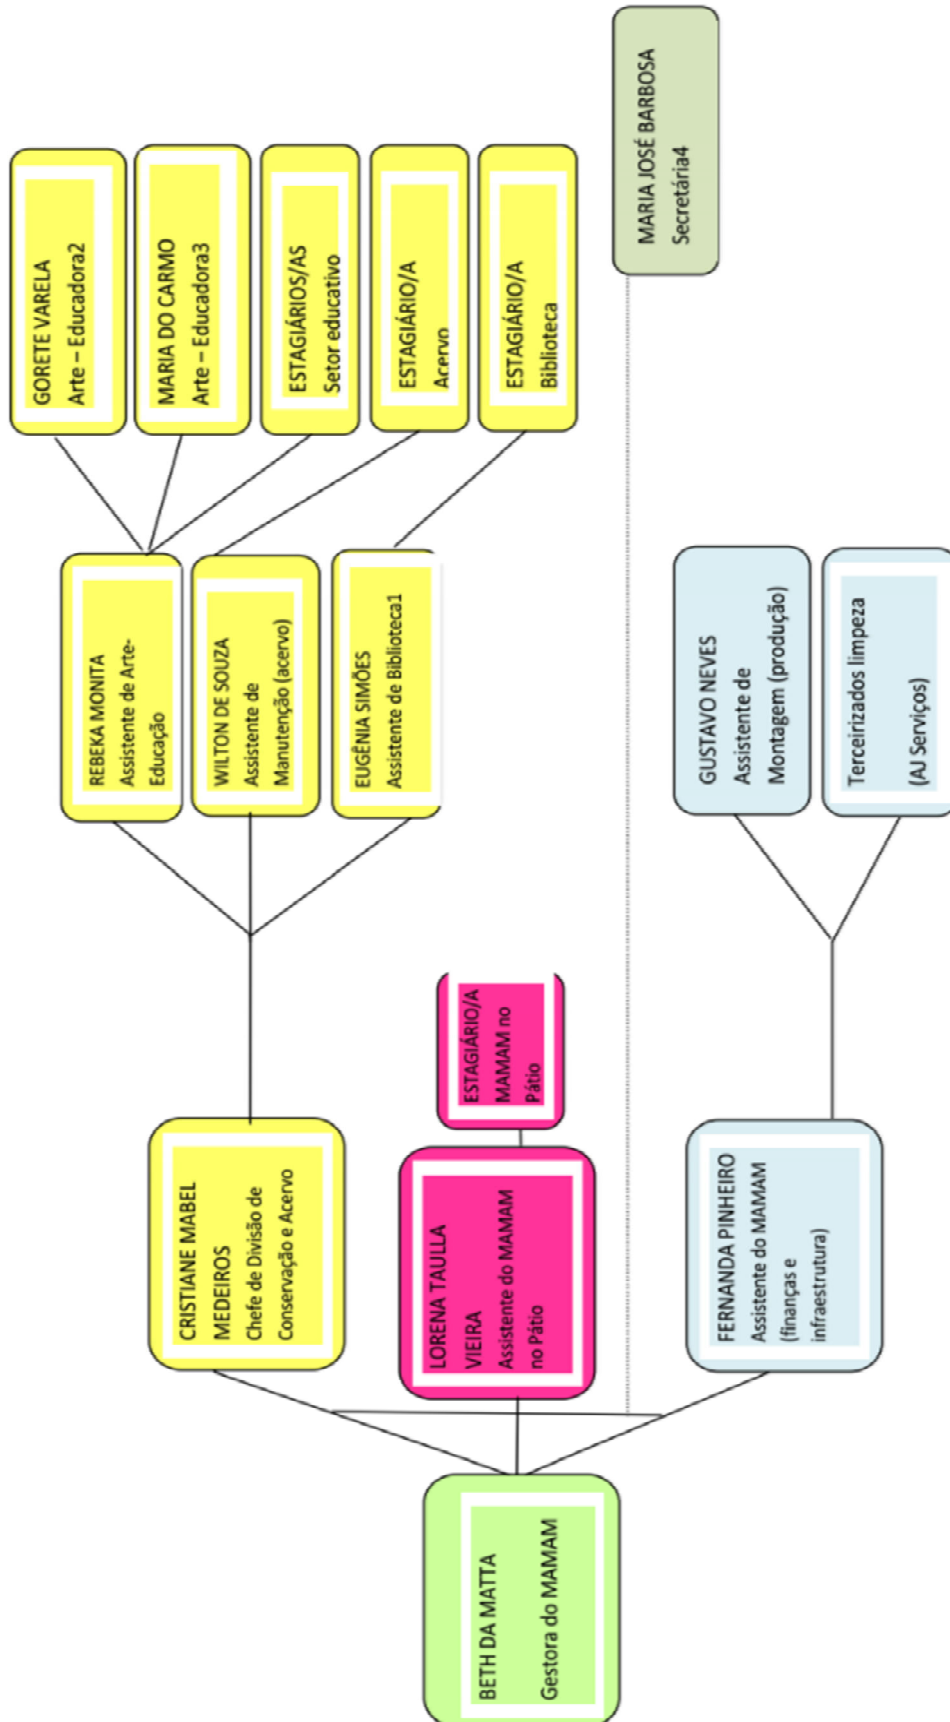 BETH DA MATTA
Gestora do MAMAM
CRISTIANE MABEL
MEDEIROS
Chefe de Divisão de
Conservação e Acervo
LORENA TAULLA
VIEIRA
Assistente do MAMAM
no Pátio
FERNANDA PINHEIRO
Assistente do MAMAM
(finanças e
infraestrutura)
ESTAGIÁRIO/A
MAMAM no
Pátio
REBEKA MONITA
Assistente de Arte-
Educação
WILTON DE SOUZA
Assistente de
Manutenção (acervo)
EUGÊNIA SIMÕES
Assistente de Biblioteca1
GUSTAVO NEVES
Assistente de
Montagem (produção)
Terceirizados limpeza
(AJ Serviços)
GORETE VARELA
Arte – Educadora2
MARIA DO CARMO
Arte – Educadora3
ESTAGIÁRIOS/AS
Setor educativo
ESTAGIÁRIO/A
Acervo
ESTAGIÁRIO/A
Biblioteca
MARIA JOSÉ BARBOSA
Secretária4